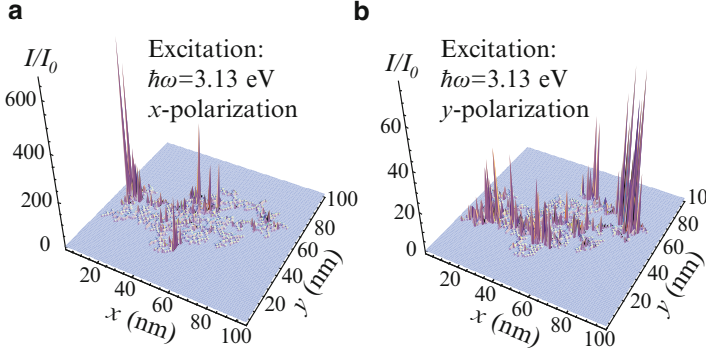 a
Excitation:
ħω=3.13 eV
x-polarization
I/I0
600
400
200
0
20
40
60
80
100
x (nm)
20
40
60
80
100
y (nm)
b
Excitation:
ħω=3.13 eV
y-polarization
I/I0
60
40
20
0
20
40
60
80
100
x (nm)
20
40
60
80
10
y (nm)